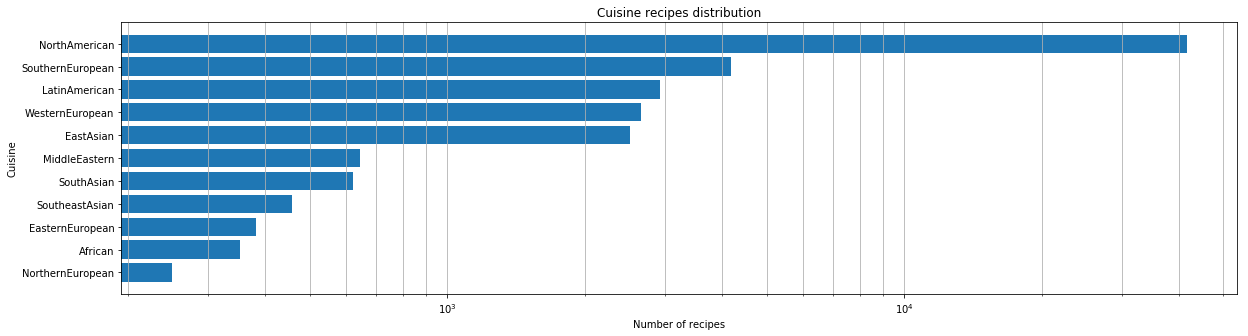 Cuisine recipes distribution
NorthAmerican
SouthernEuropean
LatinAmerican
WesternEuropean
EastAsian
MiddleEastern
SouthAsian
SoutheastAsian
EasternEuropean
African
NorthernEuropean
Cuisine
10³ 10⁴
Number of recipes